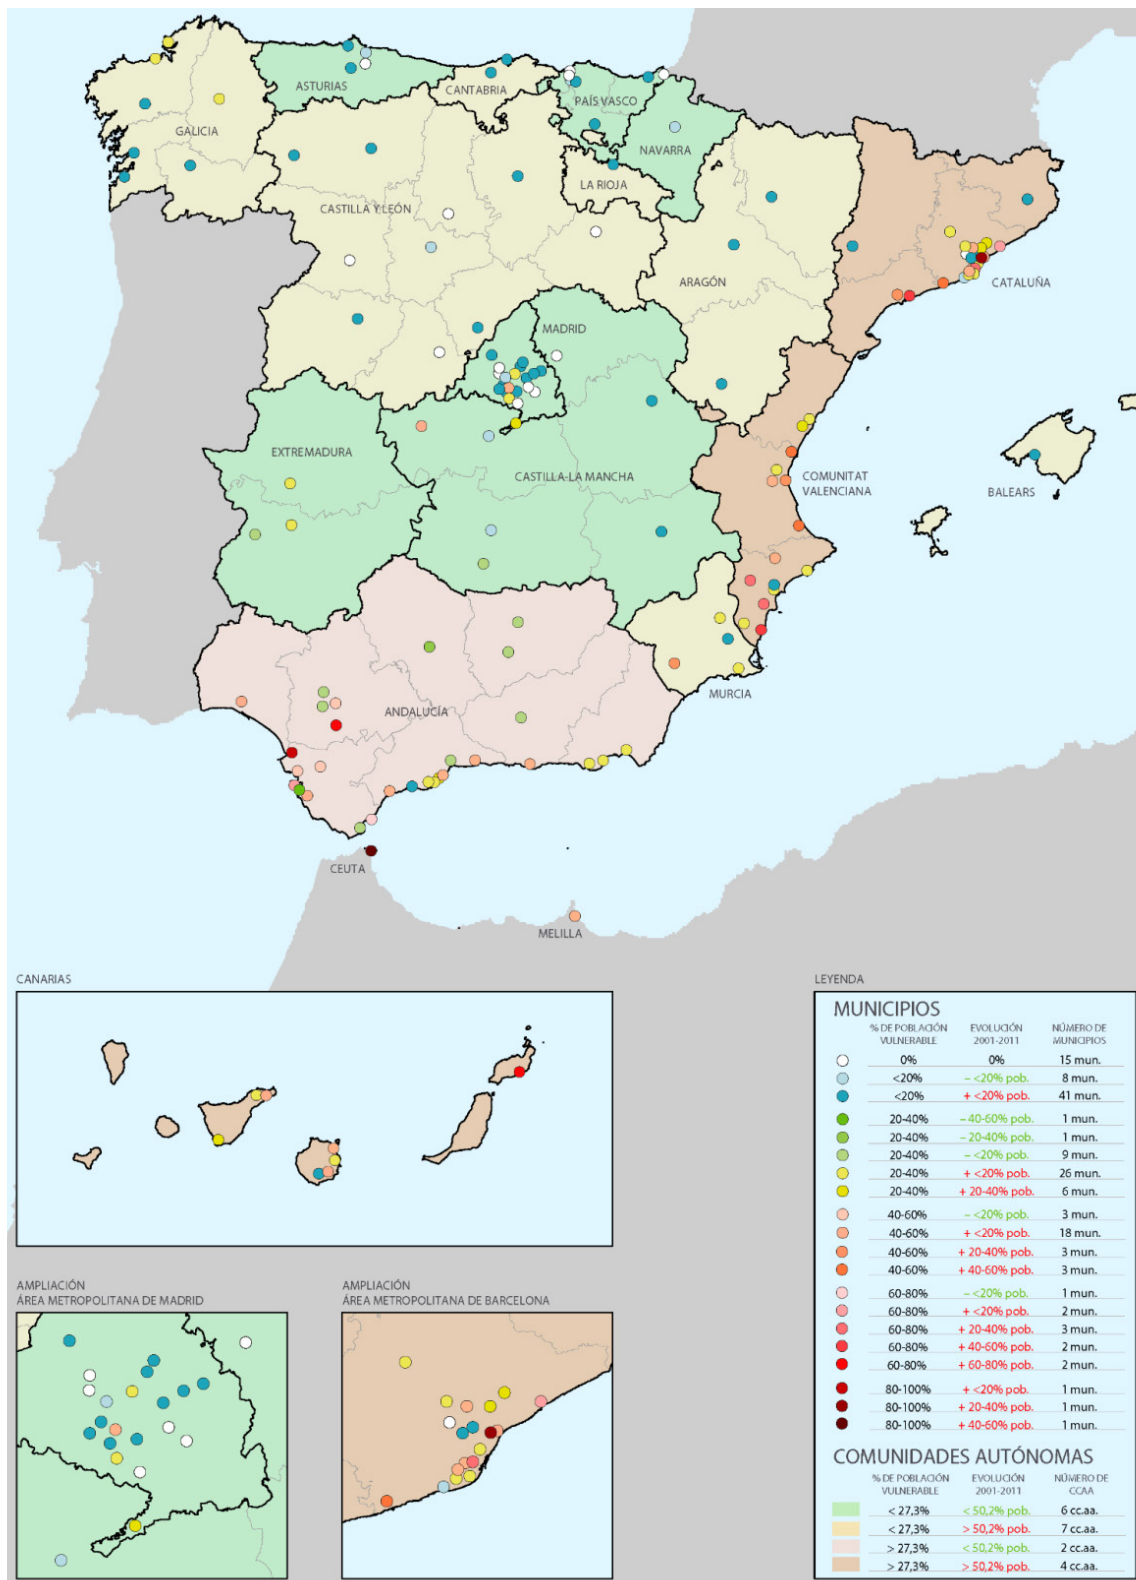 ASTURIAS
CANTABRIA
PAÍS VASCO
GALICIA
NAVARRA
LA RIOJA
CASTILLA Y LEÓN
ARAGÓN
CATALUÑA
MADRID
EXTREMADURA
CASTILLA-LA MANCHA
COMUNITAT
VALENCIANA
BALEARS
MURCIA
ANDALUCÍA
CEUTA
MELILLA
CANARIAS
LEYENDA
MUNICIPIOS
% DE POBLACIÓN VULNERABLE EVOLUCIÓN 2001-2011 NÚMERO DE MUNICIPIOS
0% 0% 15 mun.
<20% – <20% pob. 8 mun.
<20% + <20% pob. 41 mun.
20-40% – 40-60% pob. 1 mun.
20-40% – 20-40% pob. 1 mun.
20-40% – <20% pob. 9 mun.
20-40% + <20% pob. 26 mun.
20-40% + 20-40% pob. 6 mun.
40-60% – <20% pob. 3 mun.
40-60% + <20% pob. 18 mun.
40-60% + 20-40% pob. 3 mun.
40-60% + 40-60% pob. 3 mun.
60-80% – <20% pob. 1 mun.
60-80% + <20% pob. 2 mun.
60-80% + 20-40% pob. 3 mun.
60-80% + 40-60% pob. 2 mun.
60-80% + 60-80% pob. 2 mun.
80-100% + <20% pob. 1 mun.
80-100% + 20-40% pob. 1 mun.
80-100% + 40-60% pob. 1 mun.
COMUNIDADES AUTÓNOMAS
% DE POBLACIÓN VULNERABLE EVOLUCIÓN 2001-2011 NÚMERO DE CCAA
< 27,3% < 50,2% pob. 6 cc.aa.
< 27,3% > 50,2% pob. 7 cc.aa.
> 27,3% < 50,2% pob. 2 cc.aa.
> 27,3% > 50,2% pob. 4 cc.aa.
AMPLIACIÓN
ÁREA METROPOLITANA DE MADRID
AMPLIACIÓN
ÁREA METROPOLITANA DE BARCELONA